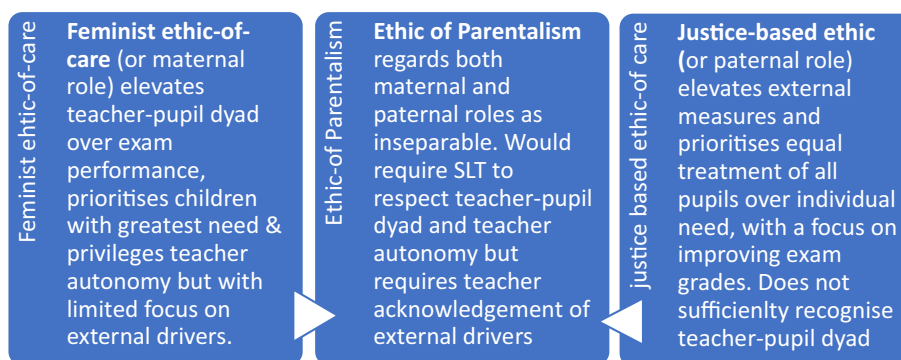 Feminist ehtic-of-care
Feminist ethic-of-
care (or maternal
role) elevates
teacher-pupil dyad
over exam
performance,
prioritises children
with greatest need &
privileges teacher
autonomy but with
limited focus on
external drivers.
Ethic-of Parentalism
Ethic of Parentalism
regards both
maternal and
paternal roles as
inseparable. Would
require SLT to
respect teacher-pupil
dyad and teacher
autonomy but
requires teacher
acknowledgement of
external drivers
justice based ethic-of care
Justice-based ethic
(or paternal role)
elevates external
measures and
prioritises equal
treatment of all
pupils over individual
need, with a focus on
improving exam
grades. Does not
sufficienlty recognise
teacher-pupil dyad